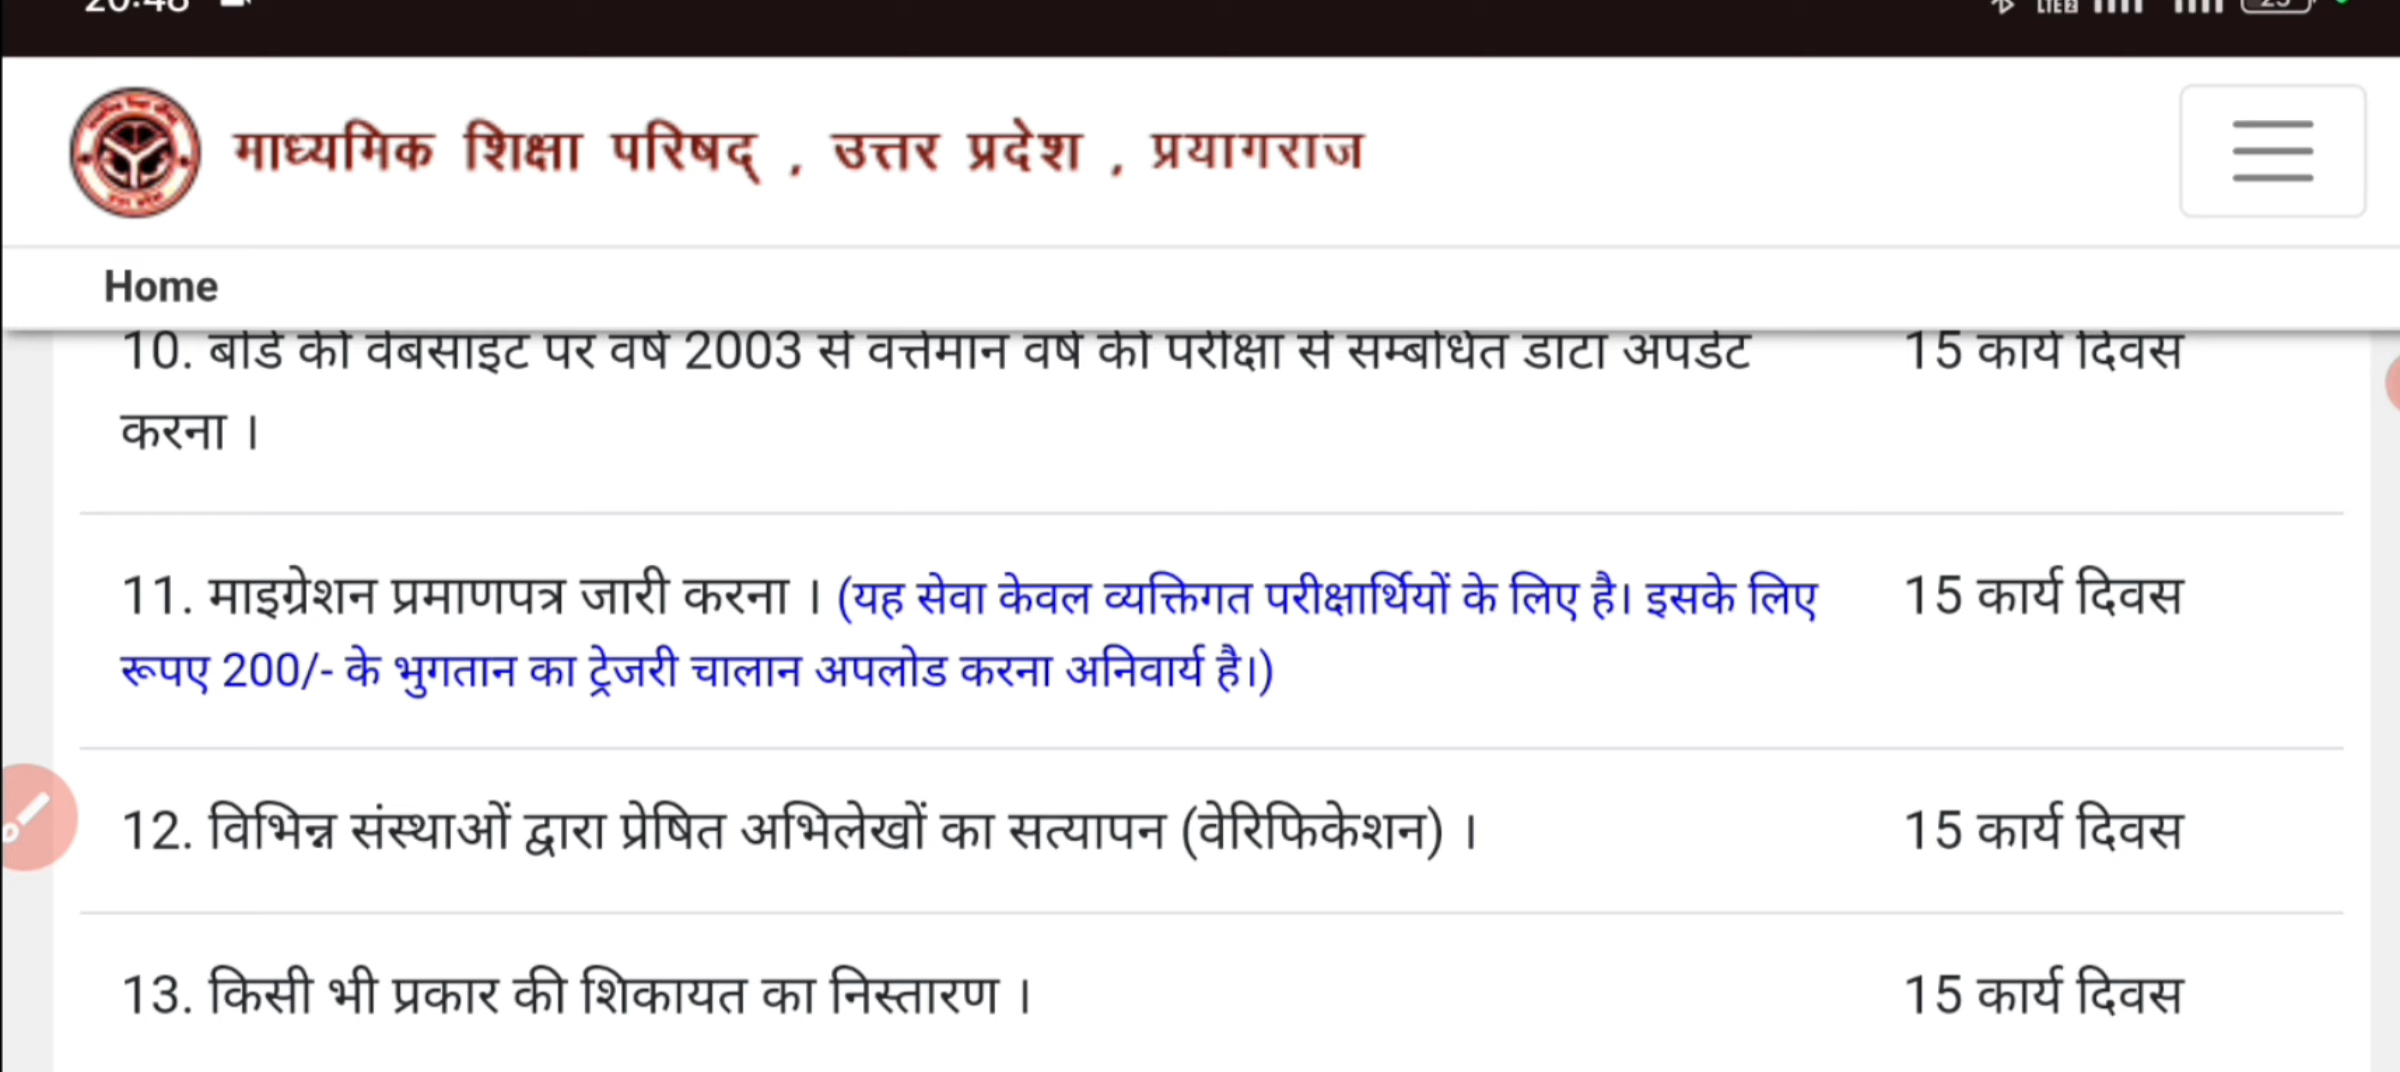 माध्यमिक शिक्षा परिषद् , उत्तर प्रदेश , प्रयागराज
Home
10. बोर्ड की वेबसाइट पर वर्ष 2003 से वर्त्तमान वर्ष की परीक्षा से सम्बंधित डाटा अपडेट 15 कार्य दिवस
करना ।
11. माइग्रेशन प्रमाणपत्र जारी करना । (यह सेवा केवल व्यक्तिगत परीक्षार्थियों के लिए है। इसके लिए 15 कार्य दिवस
रूपए 200/- के भुगतान का ट्रेजरी चालान अपलोड करना अनिवार्य है।)
12. विभिन्न संस्थाओं द्वारा प्रेषित अभिलेखों का सत्यापन (वेरिफिकेशन) । 15 कार्य दिवस
13. किसी भी प्रकार की शिकायत का निस्तारण । 15 कार्य दिवस